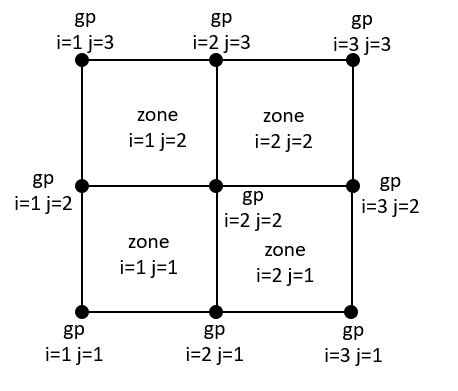 gp
i=1 j=3
gp
i=2 j=3
gp
i=3 j=3
zone
i=1 j=2
zone
i=2 j=2
gp
i=1 j=2
gp
i=2 j=2
gp
i=3 j=2
zone
i=1 j=1
zone
i=2 j=1
gp
i=1 j=1
gp
i=2 j=1
gp
i=3 j=1